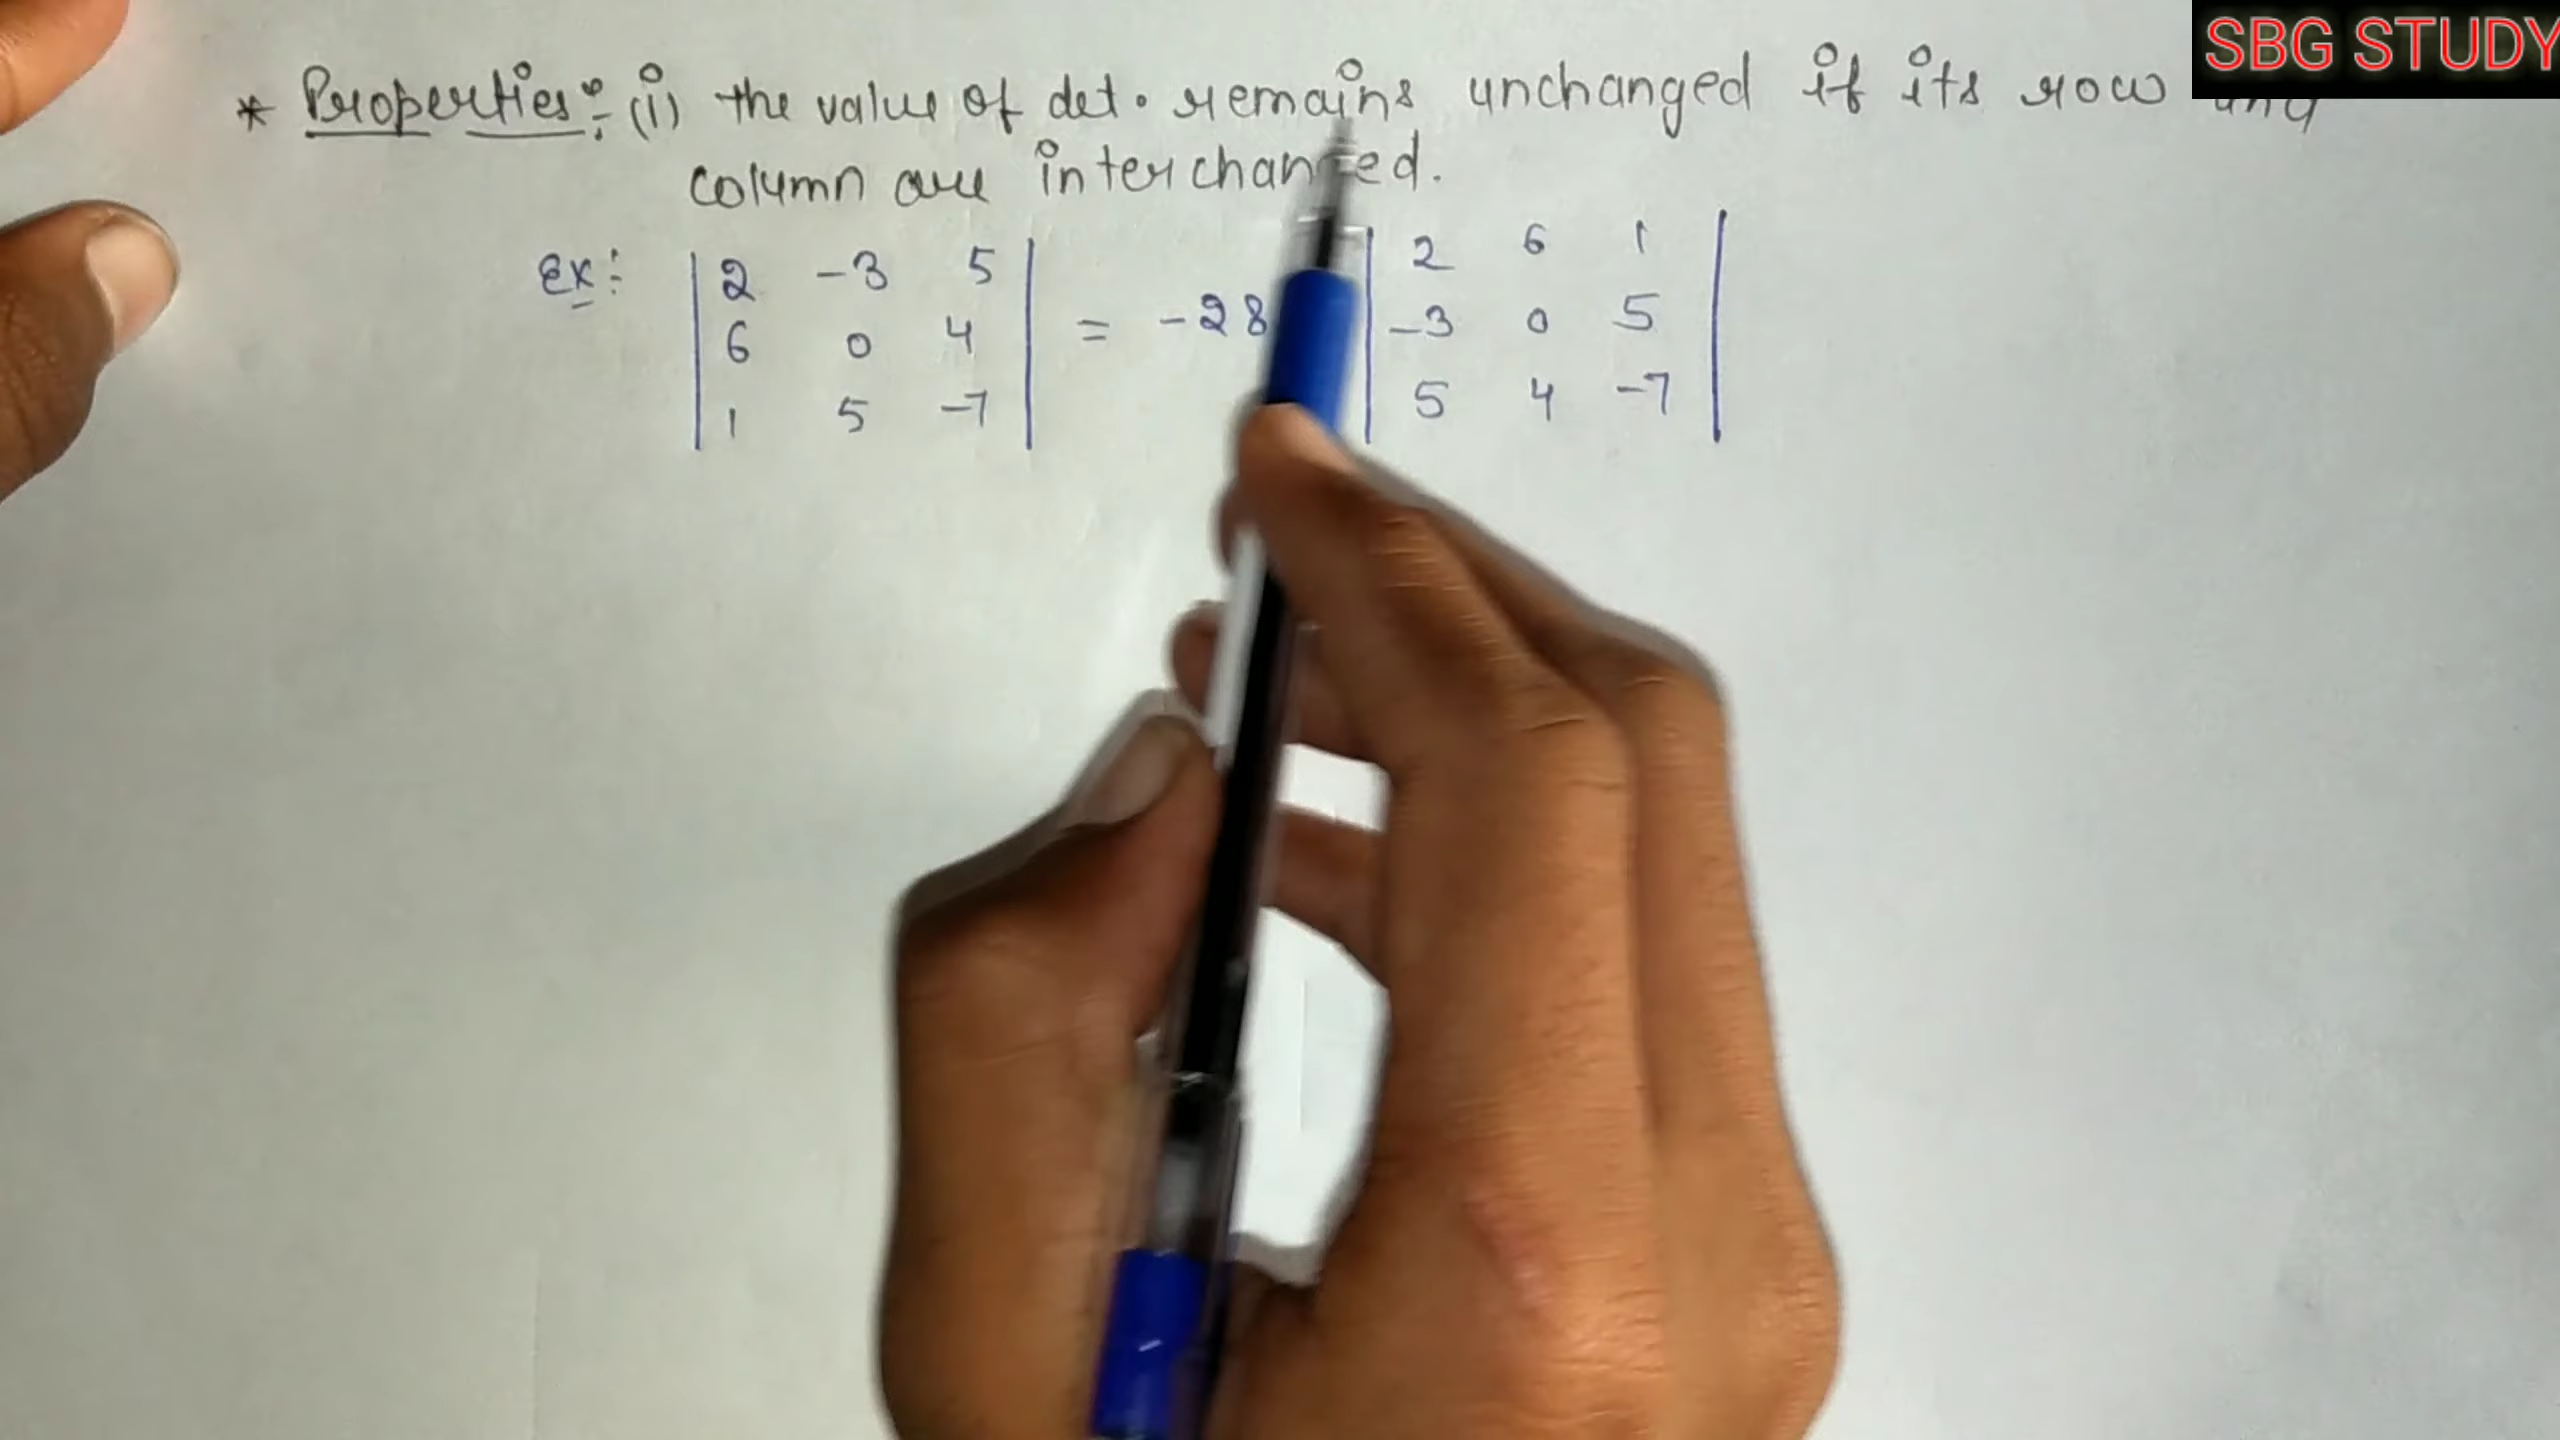 SBG STUDY
* Properties :- (i) the value of det. remains unchanged if its row and
column are interchanged.
Ex:- | 2 -3 5 | | 2 6 1 |
| 6 0 4 | = -28 | -3 0 5 |
| 1 5 -7 | | 5 4 -7 |